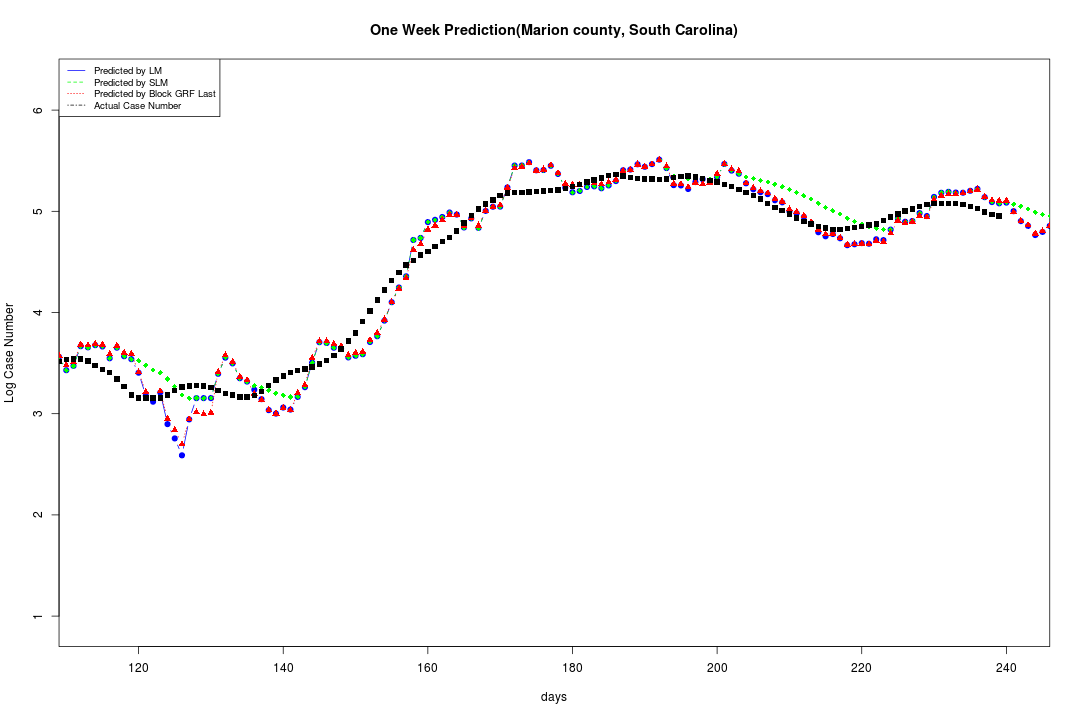 One Week Prediction(Marion county, South Carolina)
Predicted by LM
Predicted by SLM
Predicted by Block GRF Last
Actual Case Number
6
5
4
3
2
1
Log Case Number
120 140 160 180 200 220 240
days